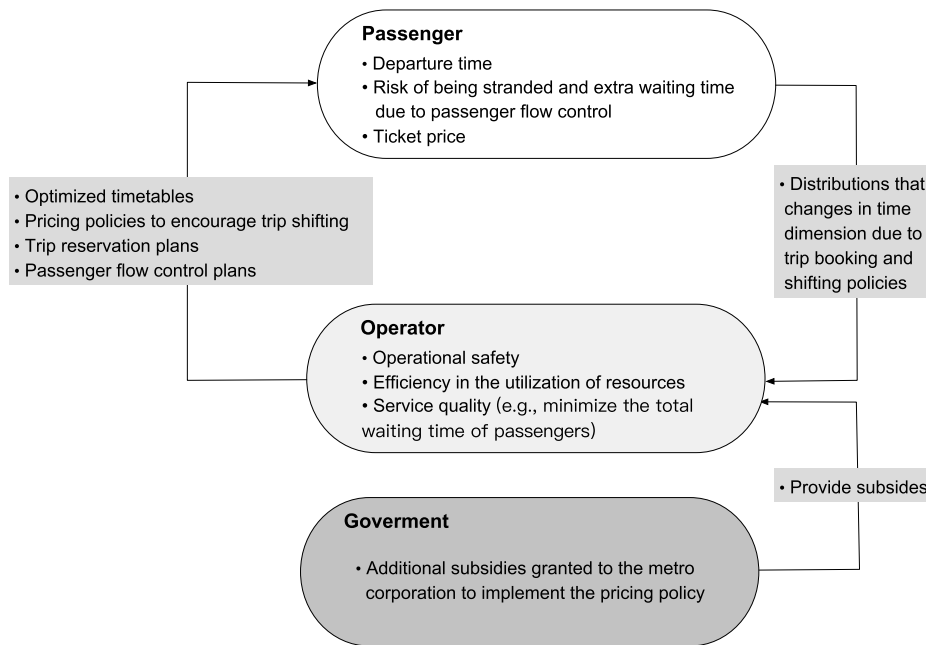 Passenger
• Departure time
• Risk of being stranded and extra waiting time
due to passenger flow control
• Ticket price
• Optimized timetables
• Pricing policies to encourage trip shifting
• Trip reservation plans
• Passenger flow control plans
• Distributions that
changes in time
dimension due to
trip booking and
shifting policies
Operator
• Operational safety
• Efficiency in the utilization of resources
• Service quality (e.g., minimize the total
waiting time of passengers)
• Provide subsides
Goverment
• Additional subsidies granted to the metro
corporation to implement the pricing policy